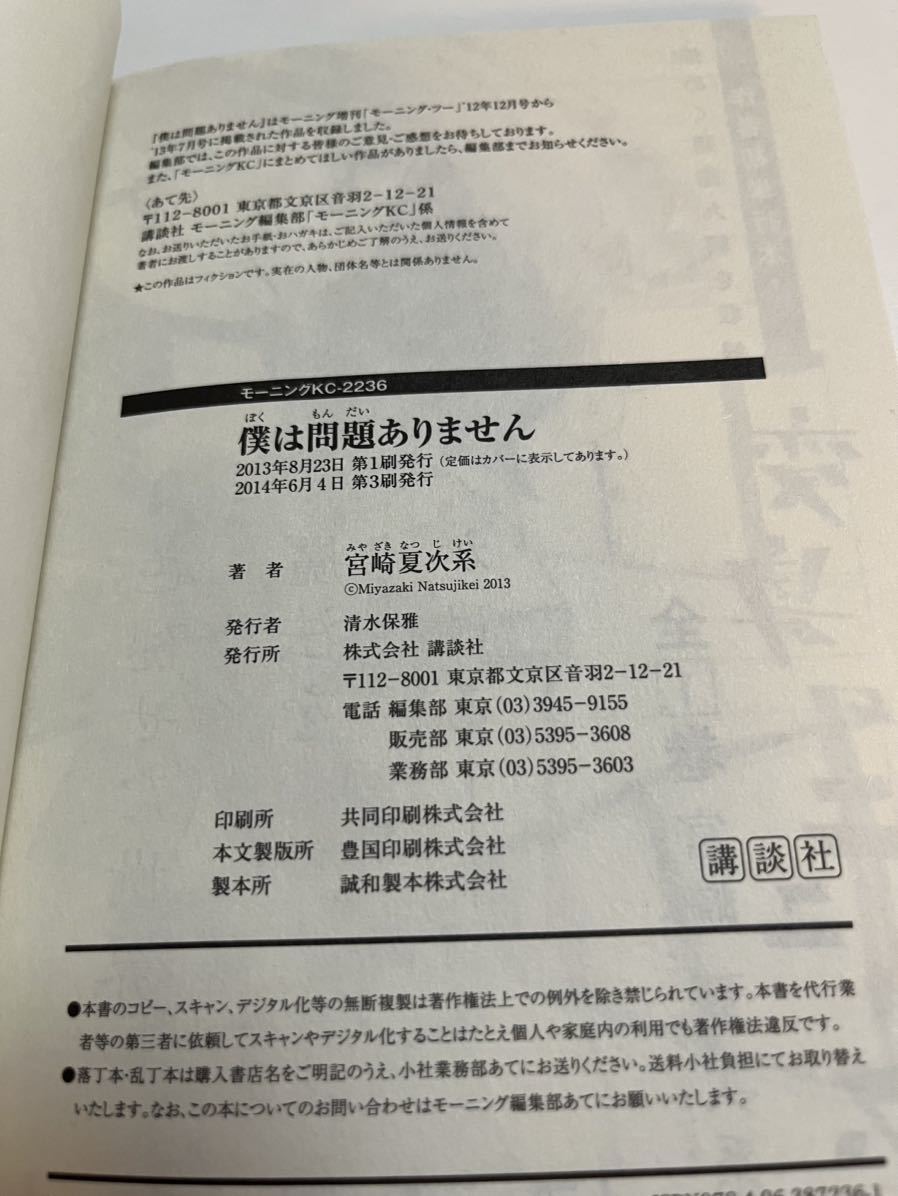 『僕は問題ありません』はモーニング増刊「モーニング・ツー」'12年12月号から
'13年7月号に掲載された作品を収録しました。
編集部では、この作品に対する皆様のご意見・ご感想をお待ちしております。
また、「モーニングKC」にまとめてほしい作品がありましたら、編集部までお知らせください。
〈あて先〉
〒112-8001 東京都文京区音羽2-12-21
講談社 モーニング編集部「モーニングKC」係
なお、お送りいただいたお手紙・おハガキは、ご記入いただいた個人情報を含めて
著者にお渡しすることがありますので、あらかじめご了解のうえ、お送りください。
★この作品はフィクションです。実在の人物、団体名等とは関係ありません。
モーニングKC-2236
ぼく もん だい
僕は問題ありません
2013年8月23日 第1刷発行(定価はカバーに表示してあります。)
2014年6月4日 第3刷発行
みや ざき なつ じ けい
著者 宮崎夏次系
©Miyazaki Natsujikei 2013
発行者 清水保雅
発行所 株式会社 講談社
〒112-8001 東京都文京区音羽2-12-21
電話 編集部 東京(03)3945-9155
販売部 東京(03)5395-3608
業務部 東京(03)5395-3603
印刷所 共同印刷株式会社
本文製版所 豊国印刷株式会社
製本所 誠和製本株式会社
講談社
●本書のコピー、スキャン、デジタル化等の無断複製は著作権法上での例外を除き禁じられています。本書を代行業
者等の第三者に依頼してスキャンやデジタル化することはたとえ個人や家庭内の利用でも著作権法違反です。
●落丁本・乱丁本は購入書店名をご明記のうえ、小社業務部あてにお送りください。送料小社負担にてお取り替え
いたします。なお、この本についてのお問い合わせはモーニング編集部あてにお願いいたします。